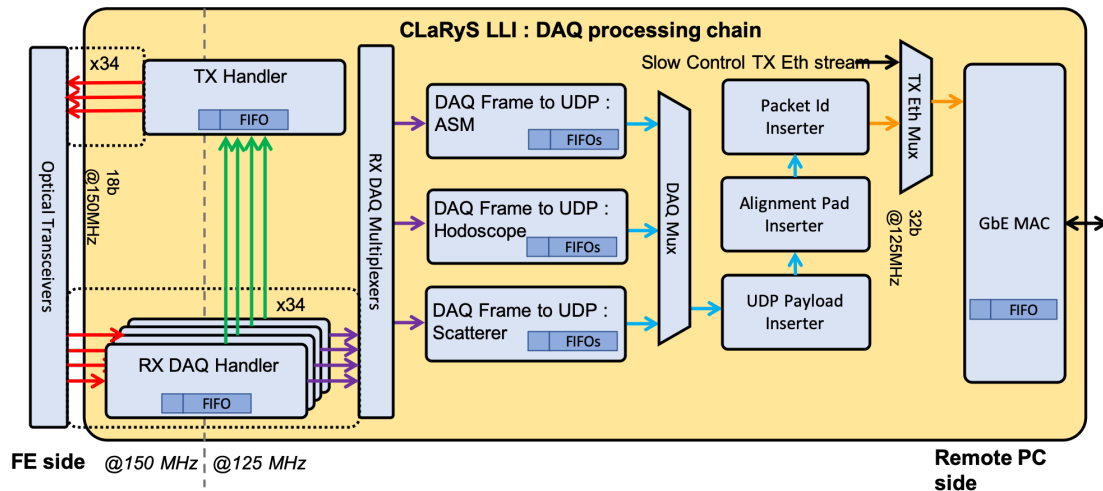 CLaRyS LLI : DAQ processing chain
x34
TX Handler
FIFO
Optical Transceivers
18b
@150MHz
x34
RX DAQ Handler
FIFO
RX DAQ Multiplexers
DAQ Frame to UDP :
ASM
FIFOs
DAQ Frame to UDP :
Hodoscope
FIFOs
DAQ Frame to UDP :
Scatterer
FIFOs
DAQ Mux
Slow Control TX Eth stream
Packet Id
Inserter
Alignment Pad
Inserter
UDP Payload
Inserter
TX Eth Mux
32b
@125MHz
GbE MAC
FIFO
FE side
@150 MHz
@125 MHz
Remote PC
side